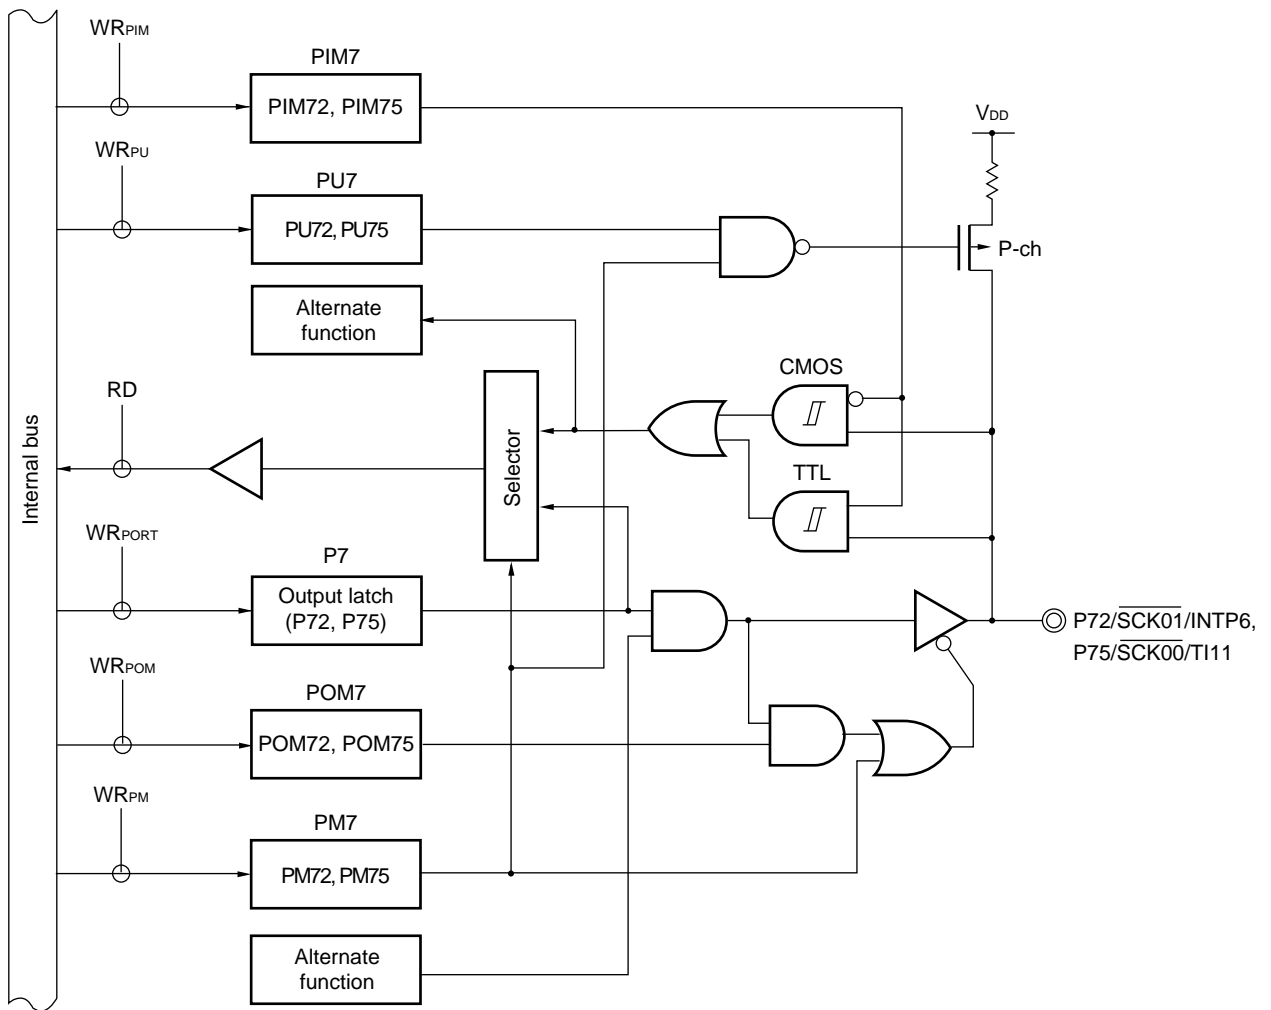 WRPIM
PIM7
PIM72, PIM75
VDD
WRPU
PU7
PU72, PU75
P-ch
Alternate
function
CMOS
RD
Internal bus
Selector
TTL
WRPORT
P7
Output latch
(P72, P75)
P72/SCK01/INTP6,
P75/SCK00/TI11
WRPOM
POM7
POM72, POM75
WRPM
PM7
PM72, PM75
Alternate
function